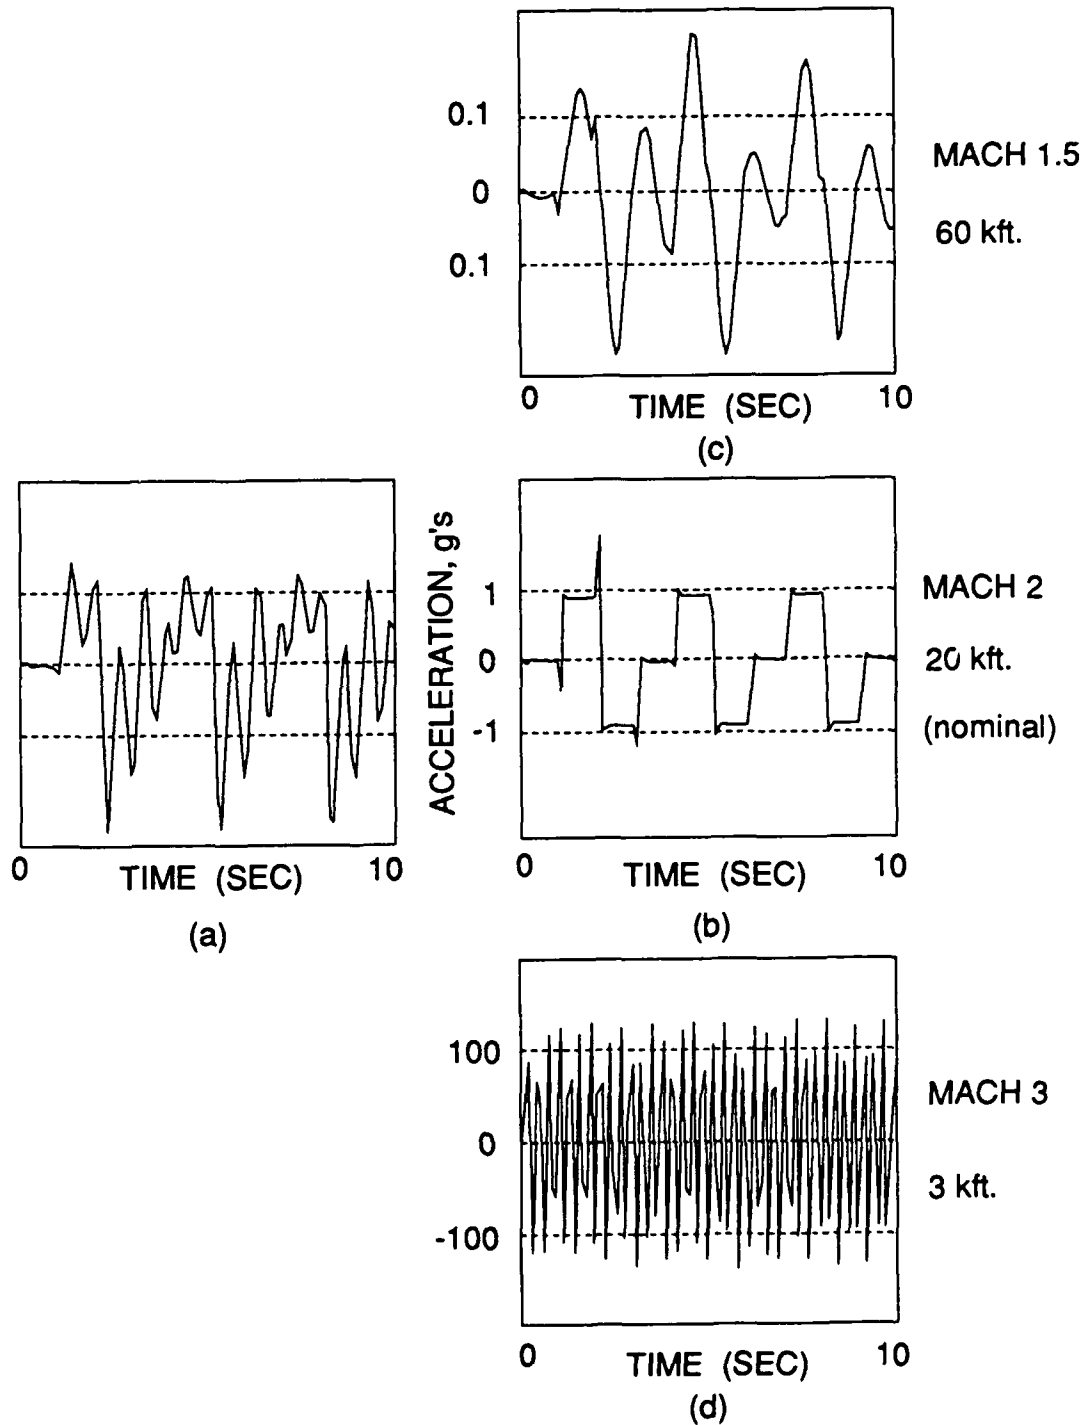 0.1
0
0.1
MACH 1.5
60 kft.
0
10
TIME (SEC)
(c)
0
10
TIME (SEC)
(a)
ACCELERATION, g's
1
0
-1
MACH 2
20 kft.
(nominal)
0
10
TIME (SEC)
(b)
100
0
-100
MACH 3
3 kft.
0
10
TIME (SEC)
(d)